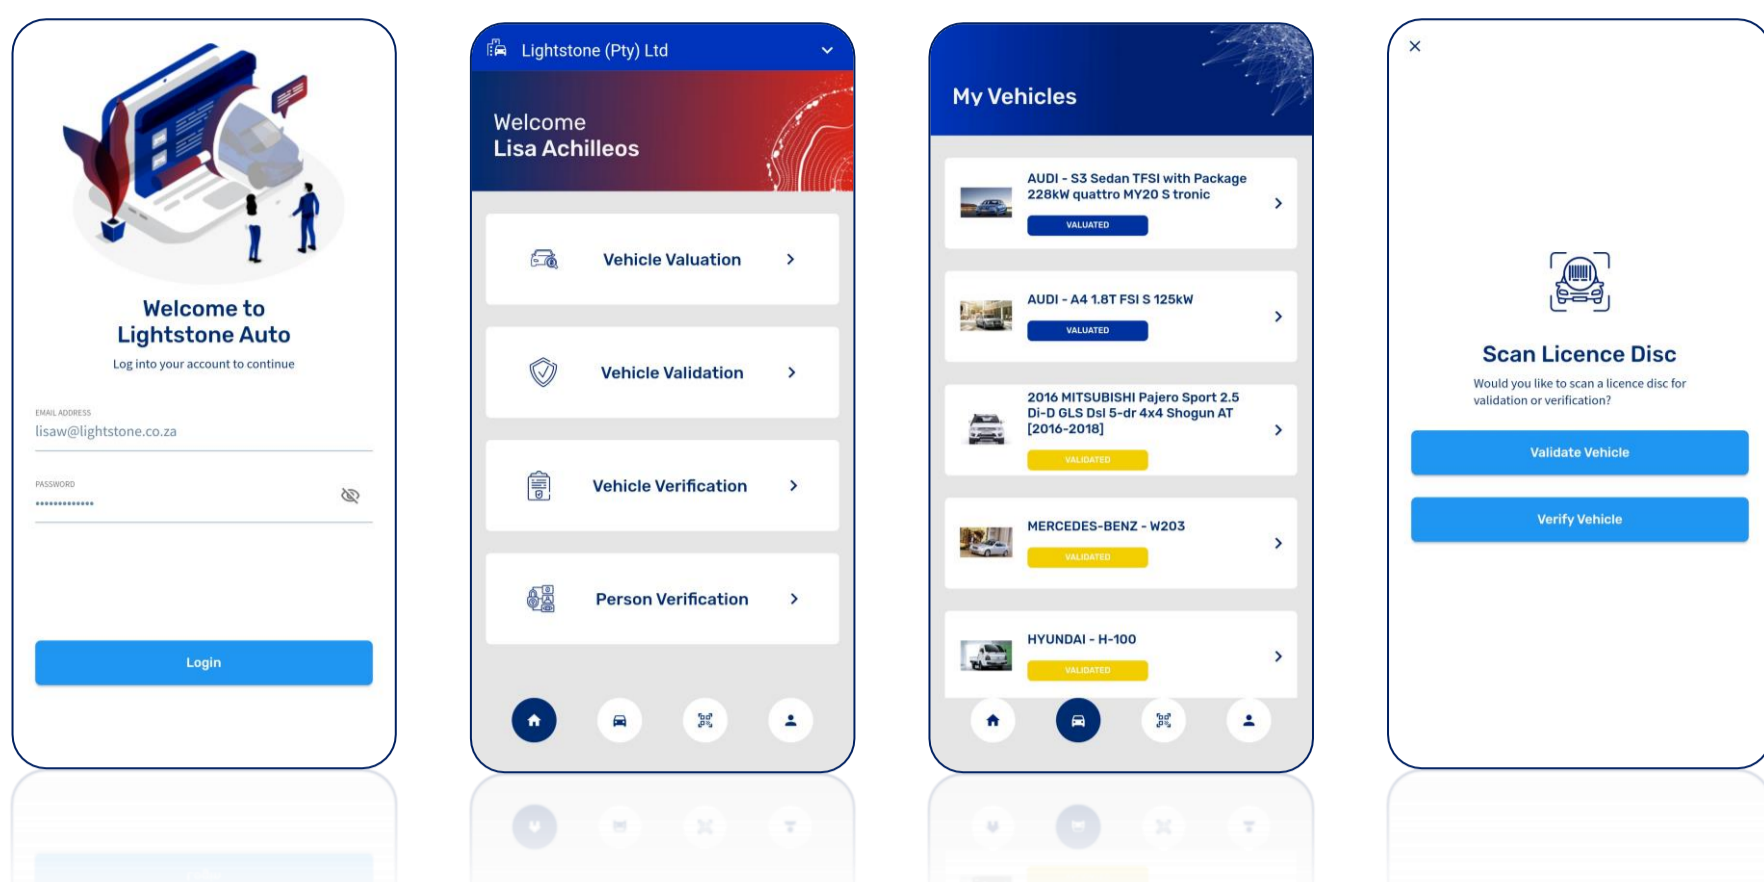 Welcome to
Lightstone Auto
Log into your account to continue
EMAIL ADDRESS
lisaw@lightstone.co.za
PASSWORD
•••••••••••••
Login
Lightstone (Pty) Ltd
Welcome
Lisa Achilleos
Vehicle Valuation
Vehicle Validation
Vehicle Verification
Person Verification
My Vehicles
AUDI - S3 Sedan TFSI with Package
228kW quattro MY20 S tronic
VALUATED
AUDI - A4 1.8T FSI S 125kW
VALUATED
2016 MITSUBISHI Pajero Sport 2.5
Di-D GLS Dsl 5-dr 4x4 Shogun AT
[2016-2018]
VALIDATED
MERCEDES-BENZ - W203
VALIDATED
HYUNDAI - H-100
VALIDATED
Scan Licence Disc
Would you like to scan a licence disc for
validation or verification?
Validate Vehicle
Verify Vehicle